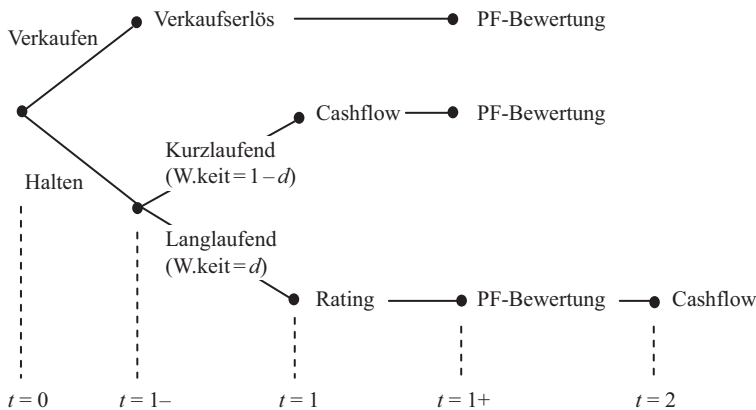 Verkaufen
Verkaufserlös
PF-Bewertung
Cashflow
PF-Bewertung
Kurzlaufend
(W.keit = 1 – d)
Halten
Langlaufend
(W.keit = d)
Rating
PF-Bewertung
Cashflow
t = 0
t = 1–
t = 1
t = 1+
t = 2